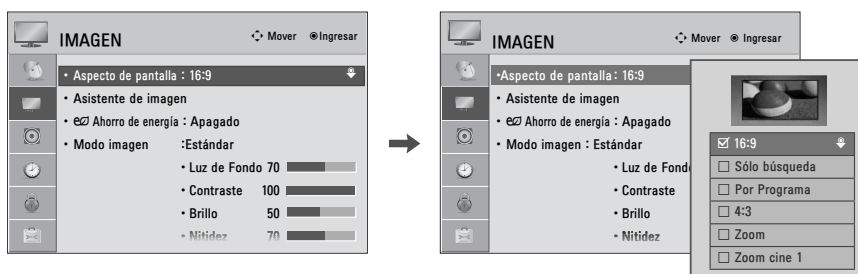 IMAGEN
Mover
Ingresar
• Aspecto de pantalla : 16:9
• Asistente de imagen
• Ahorro de energía : Apagado
• Modo imagen :Estándar
• Luz de Fondo 70
• Contraste 100
• Brillo 50
• Nitidez 70
IMAGEN
Mover
Ingresar
•Aspecto de pantalla: 16:9
• Asistente de imagen
• Ahorro de energía : Apagado
• Modo imagen : Estándar
• Luz de Fond
• Contraste
• Brillo
• Nitidez
16:9
Sólo búsqueda
Por Programa
4:3
Zoom
Zoom cine 1